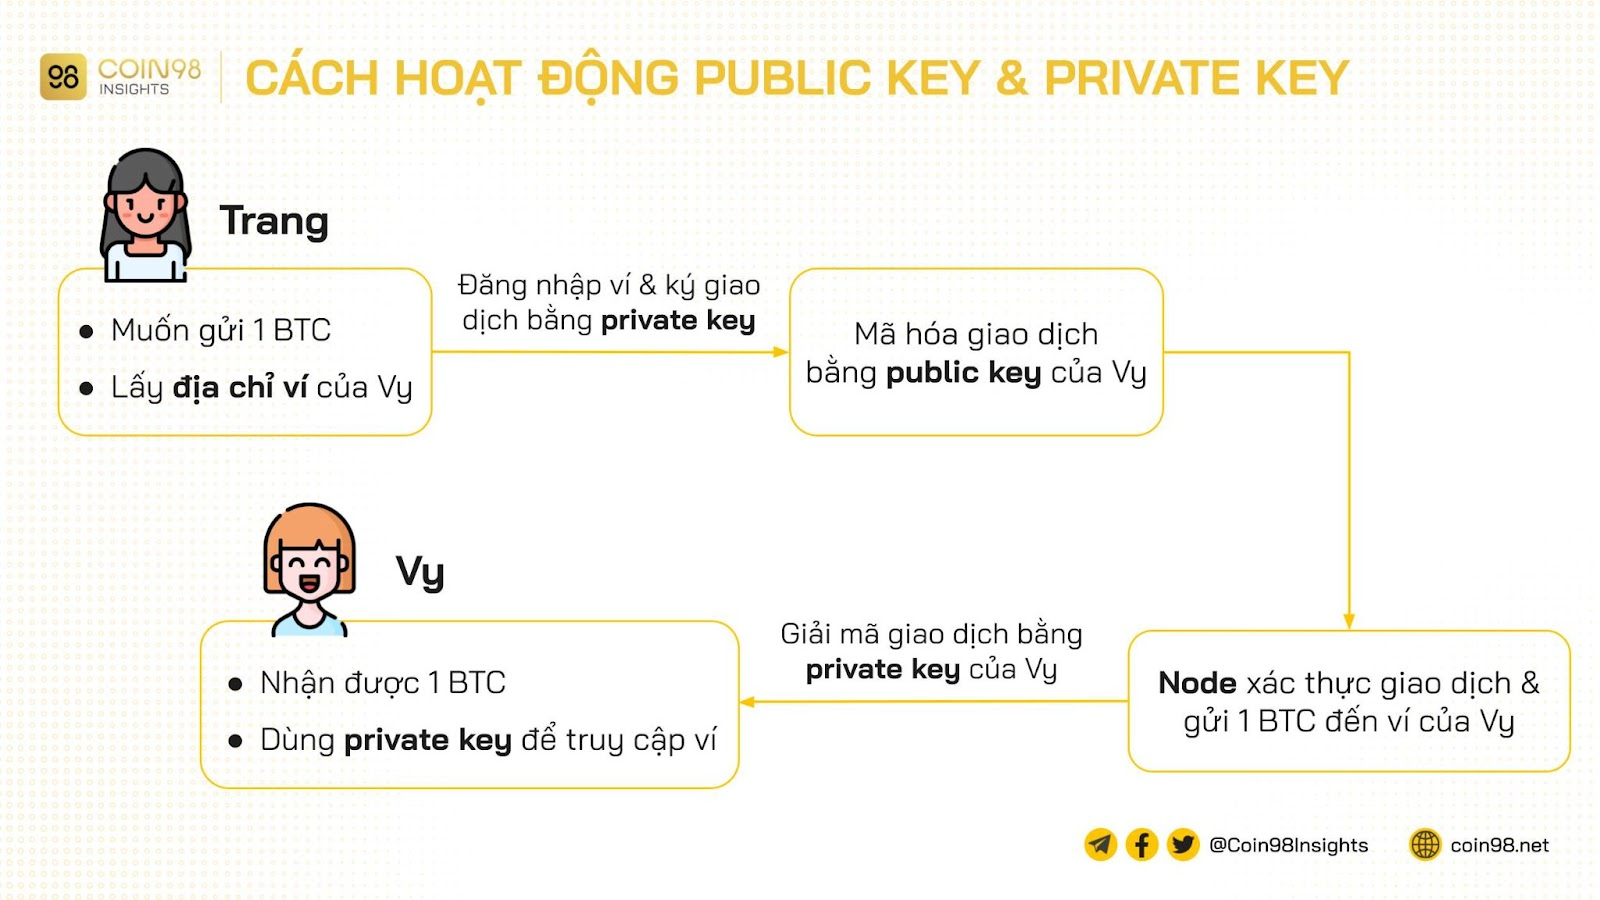 98 COIN98
INSIGHTS
CÁCH HOẠT ĐỘNG PUBLIC KEY & PRIVATE KEY
Trang
• Muốn gửi 1 BTC
• Lấy địa chỉ ví của Vy
Đăng nhập ví & ký giao
dịch bằng private key
Mã hóa giao dịch
bằng public key của Vy
Vy
• Nhận được 1 BTC
• Dùng private key để truy cập ví
Giải mã giao dịch bằng
private key của Vy
Node xác thực giao dịch &
gửi 1 BTC đến ví của Vy
@Coin98Insights
coin98.net